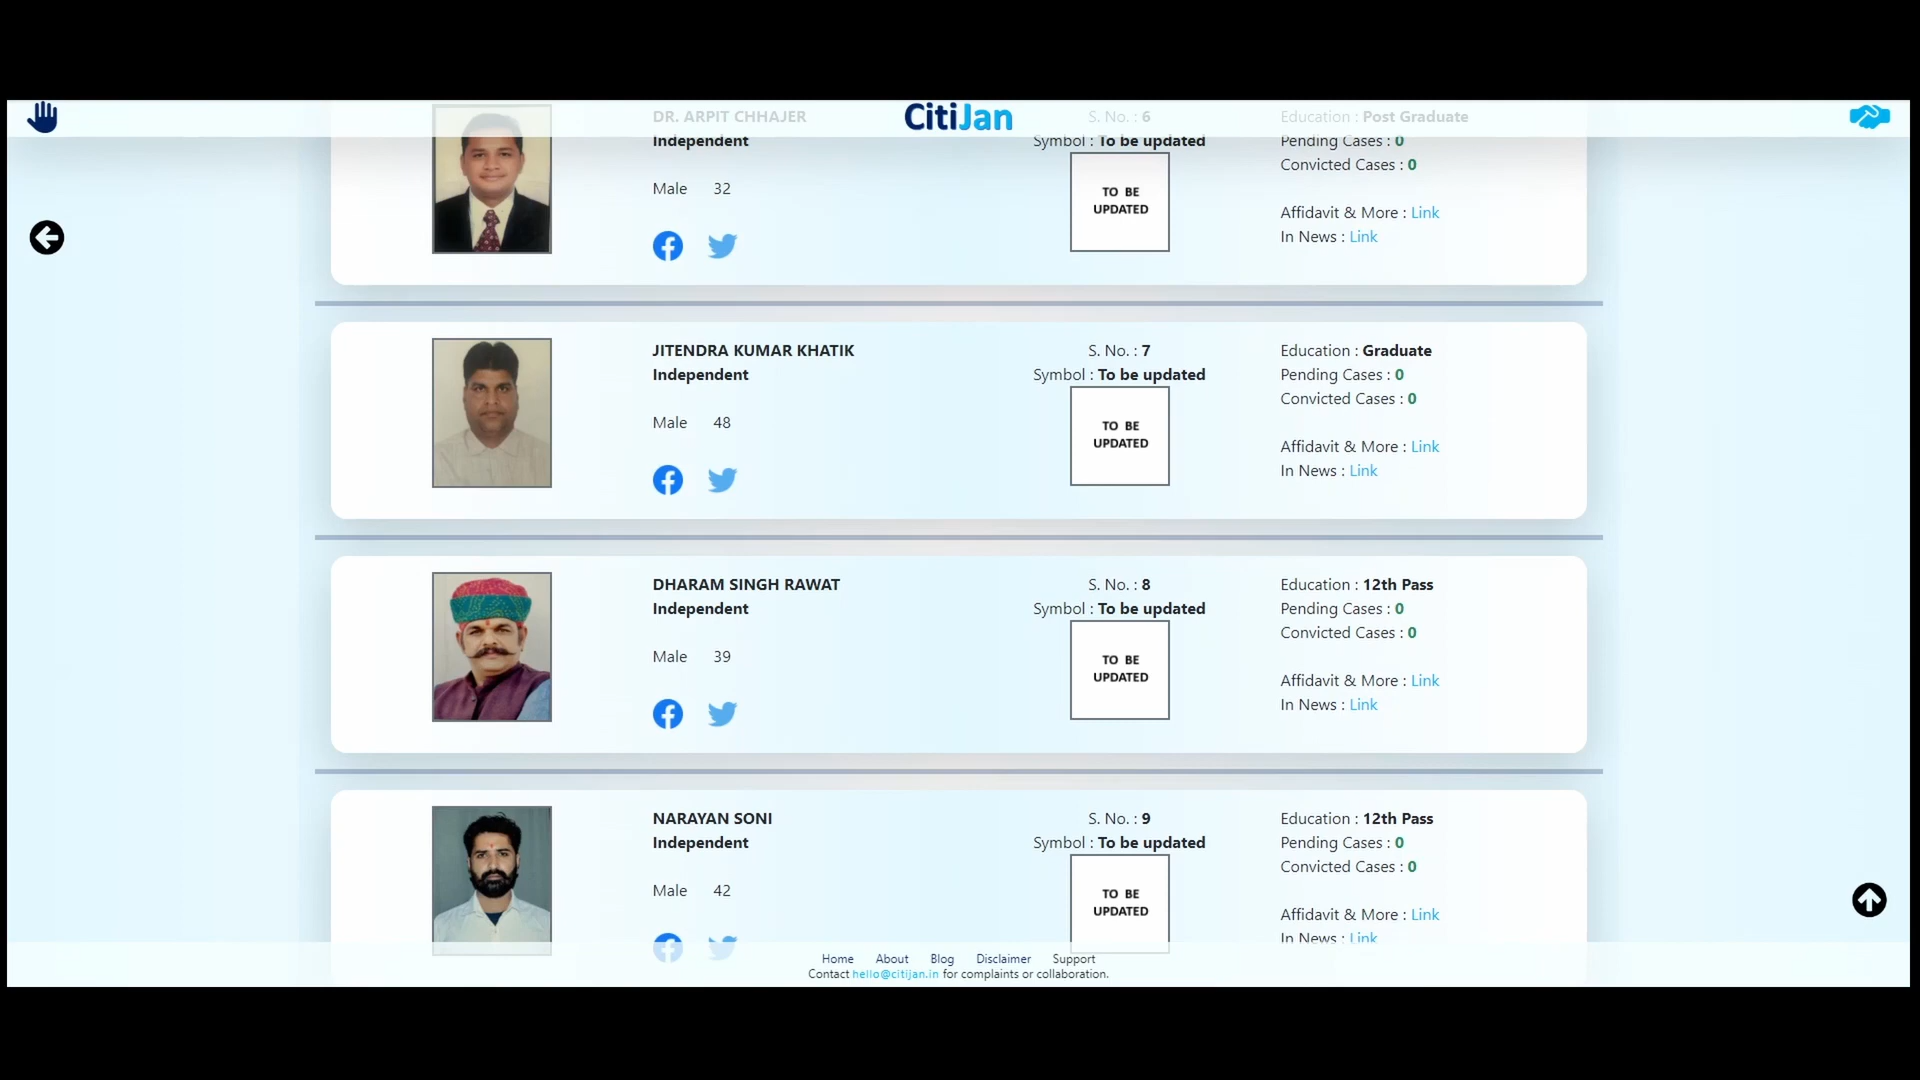 CitiJan
DR. ARPIT CHHAJER
Independent
Male 32
S. No. : 6
Symbol : To be updated
TO BE
UPDATED
Education : Post Graduate
Pending Cases : 0
Convicted Cases : 0
Affidavit & More : Link
In News : Link
JITENDRA KUMAR KHATIK
Independent
Male 48
S. No. : 7
Symbol : To be updated
TO BE
UPDATED
Education : Graduate
Pending Cases : 0
Convicted Cases : 0
Affidavit & More : Link
In News : Link
DHARAM SINGH RAWAT
Independent
Male 39
S. No. : 8
Symbol : To be updated
TO BE
UPDATED
Education : 12th Pass
Pending Cases : 0
Convicted Cases : 0
Affidavit & More : Link
In News : Link
NARAYAN SONI
Independent
Male 42
S. No. : 9
Symbol : To be updated
TO BE
UPDATED
Education : 12th Pass
Pending Cases : 0
Convicted Cases : 0
Affidavit & More : Link
In News : Link
Home About Blog Disclaimer Support
Contact hello@citijan.in for complaints or collaboration.